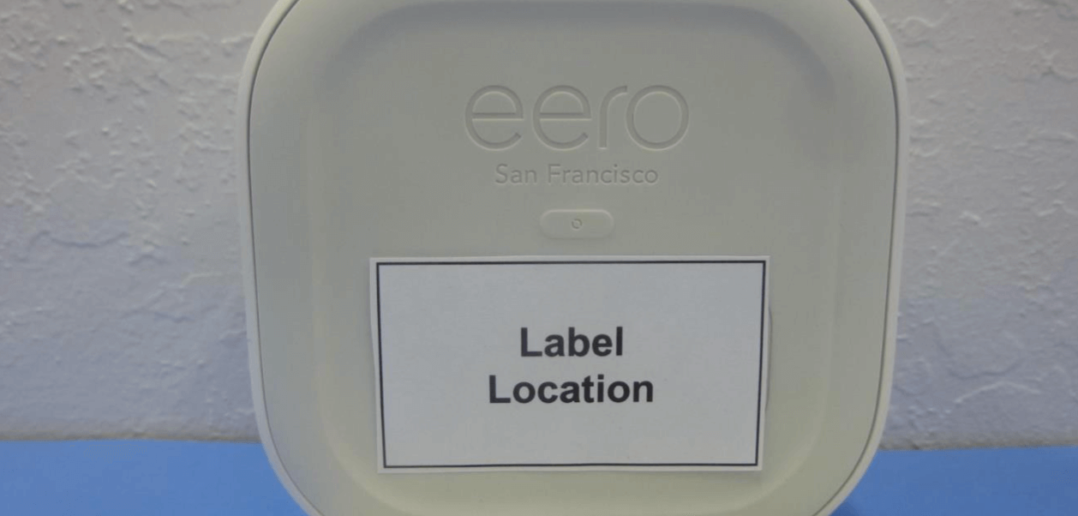 eero
San Francisco
Label
Location